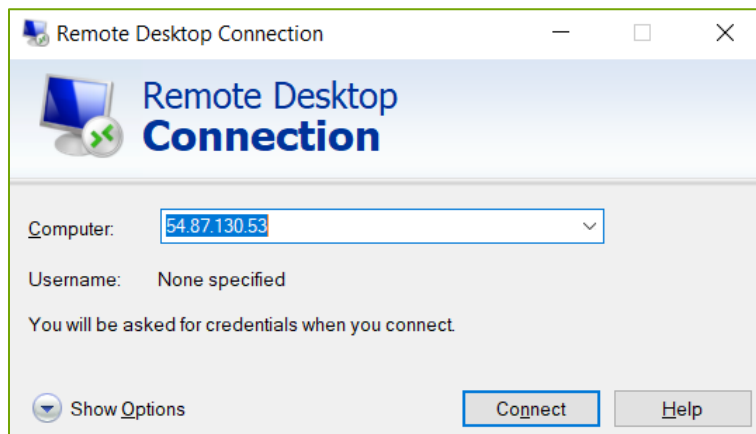 Remote Desktop Connection
Remote Desktop
Connection
Computer: 54.87.130.53
Username: None specified
You will be asked for credentials when you connect.
Show Options Connect Help